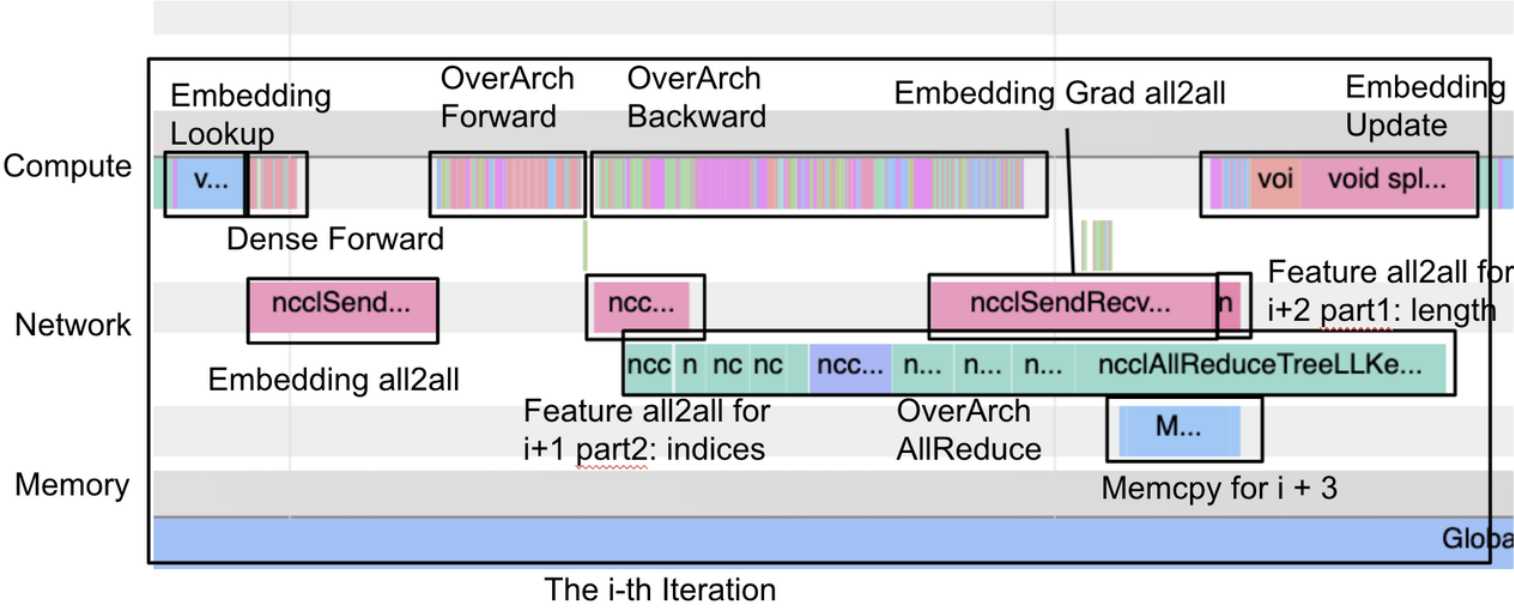 Embedding
Lookup
OverArch
Forward
OverArch
Backward
Embedding Grad all2all
Embedding
Update
Compute
v...
voi
void spl...
Dense Forward
Network
ncclSend...
ncc...
ncclSendRecv...
n
Feature all2all for
i+2 part1: length
Embedding all2all
ncc
n
nc
nc
ncc...
n...
n...
n...
ncclAllReduceTreeLLKe...
Feature all2all for
i+1 part2: indices
OverArch
AllReduce
M...
Memory
Memcpy for i + 3
Globa
The i-th Iteration